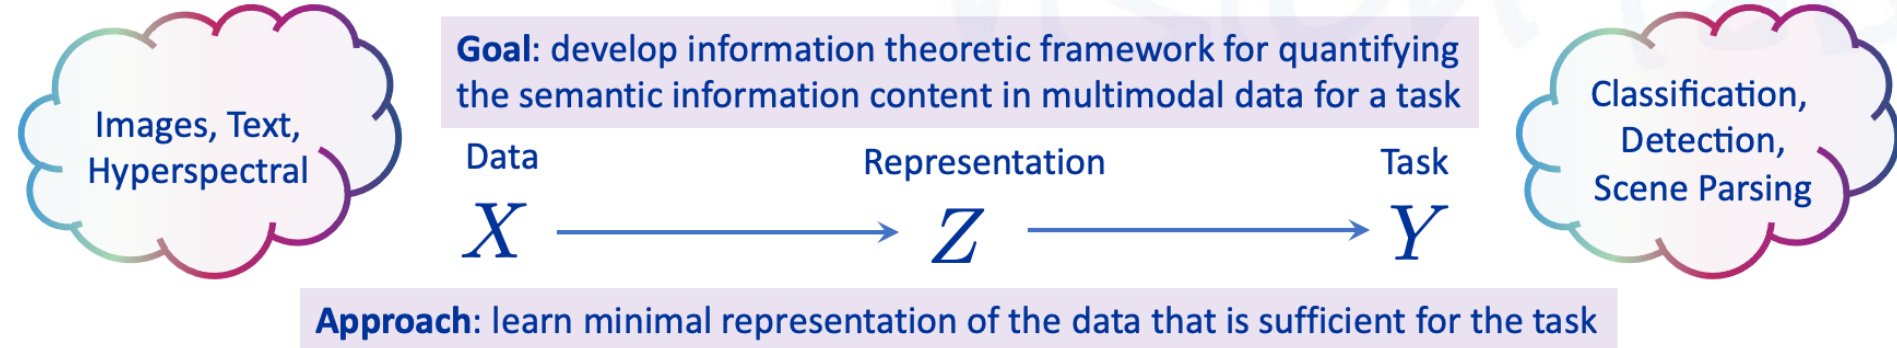 Goal: develop information theoretic framework for quantifying
the semantic information content in multimodal data for a task
Images, Text,
Hyperspectral
Classification,
Detection,
Scene Parsing
Data
Representation
Task
X
Z
Y
Approach: learn minimal representation of the data that is sufficient for the task